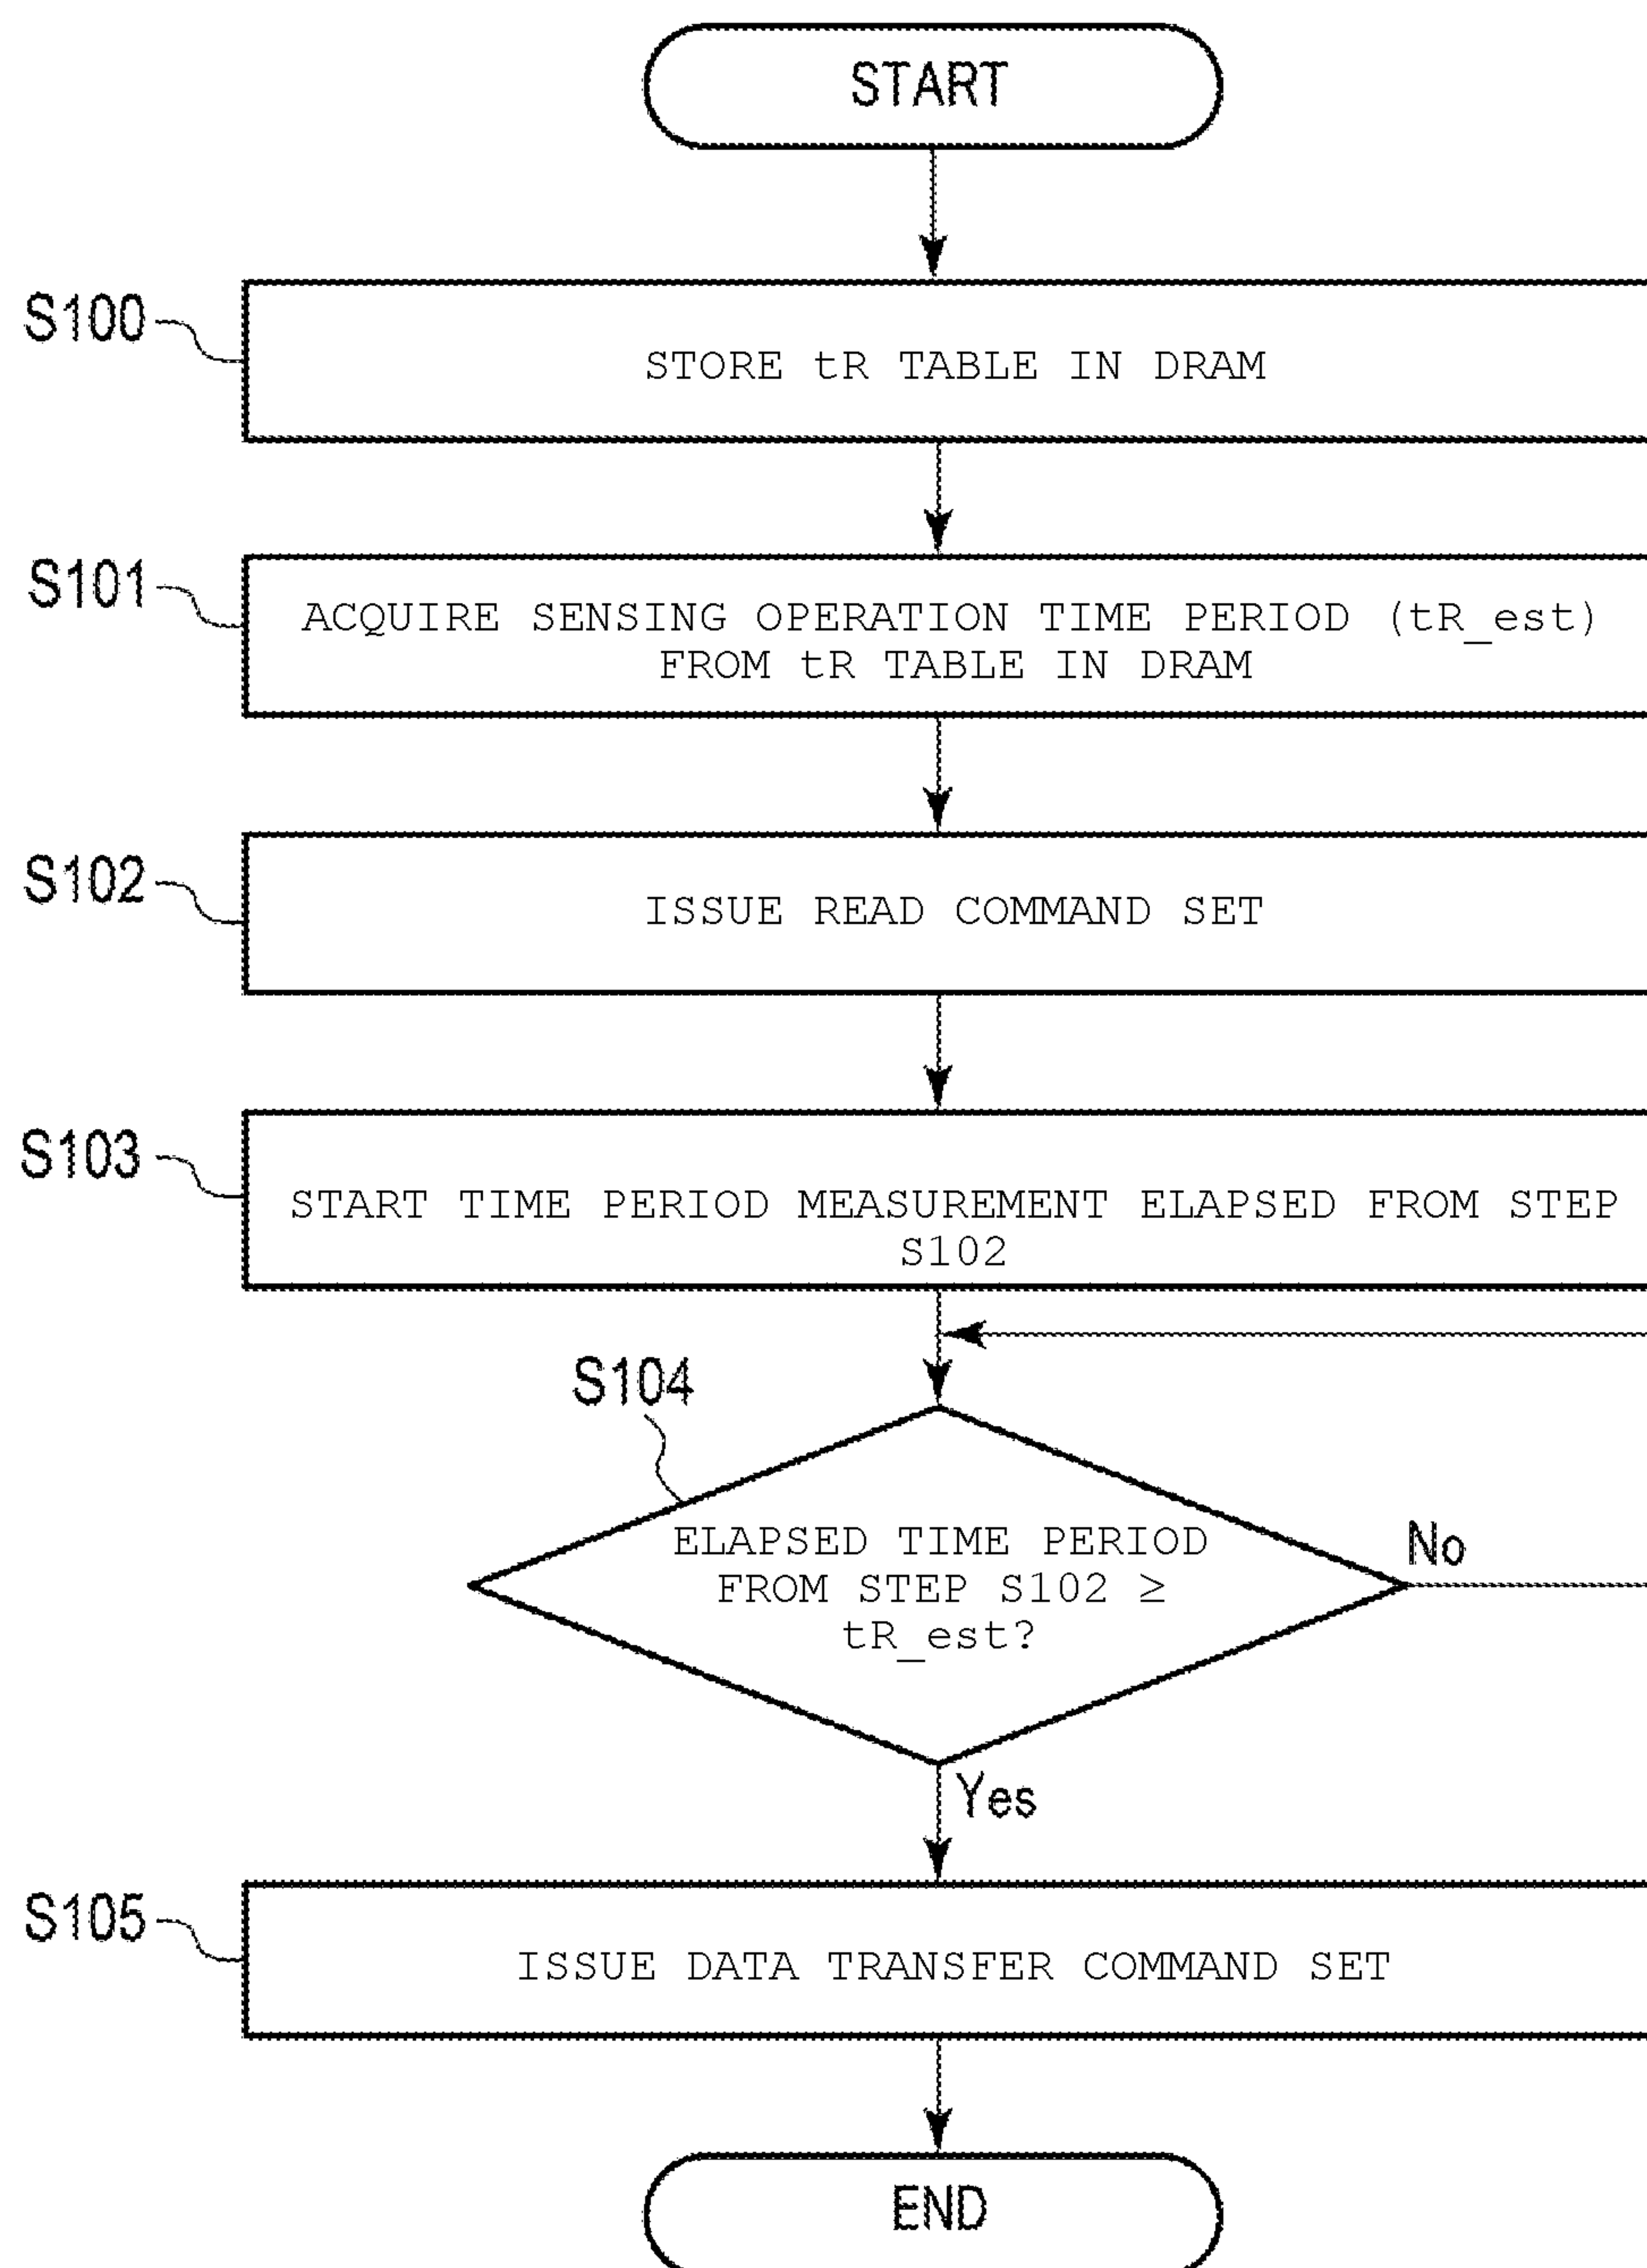 START
S100
STORE tR TABLE IN DRAM
S101
ACQUIRE SENSING OPERATION TIME PERIOD (tR_est)
FROM tR TABLE IN DRAM
S102
ISSUE READ COMMAND SET
S103
START TIME PERIOD MEASUREMENT ELAPSED FROM STEP
S102
S104
ELAPSED TIME PERIOD
FROM STEP S102 ≥
tR_est?
No
Yes
S105
ISSUE DATA TRANSFER COMMAND SET
END